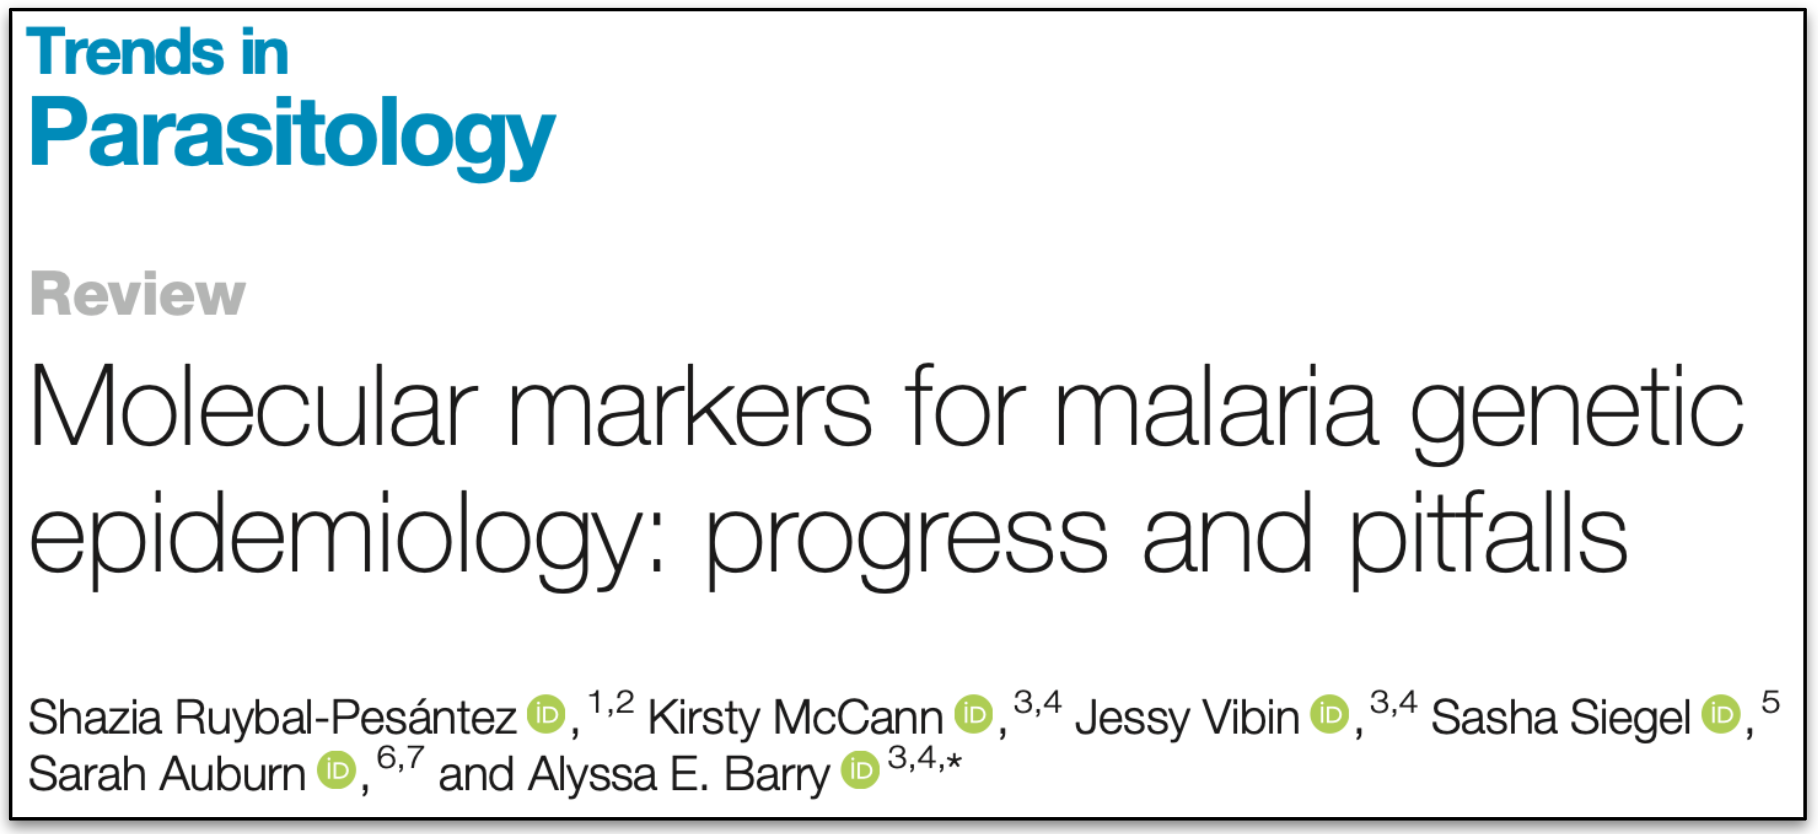 Trends in
Parasitology
Review
Molecular markers for malaria genetic
epidemiology: progress and pitfalls
Shazia Ruybal-Pesántez iD, 1,2 Kirsty McCann iD, 3,4 Jessy Vibin iD, 3,4 Sasha Siegel iD, 5
Sarah Auburn iD, 6,7 and Alyssa E. Barry iD 3,4,*